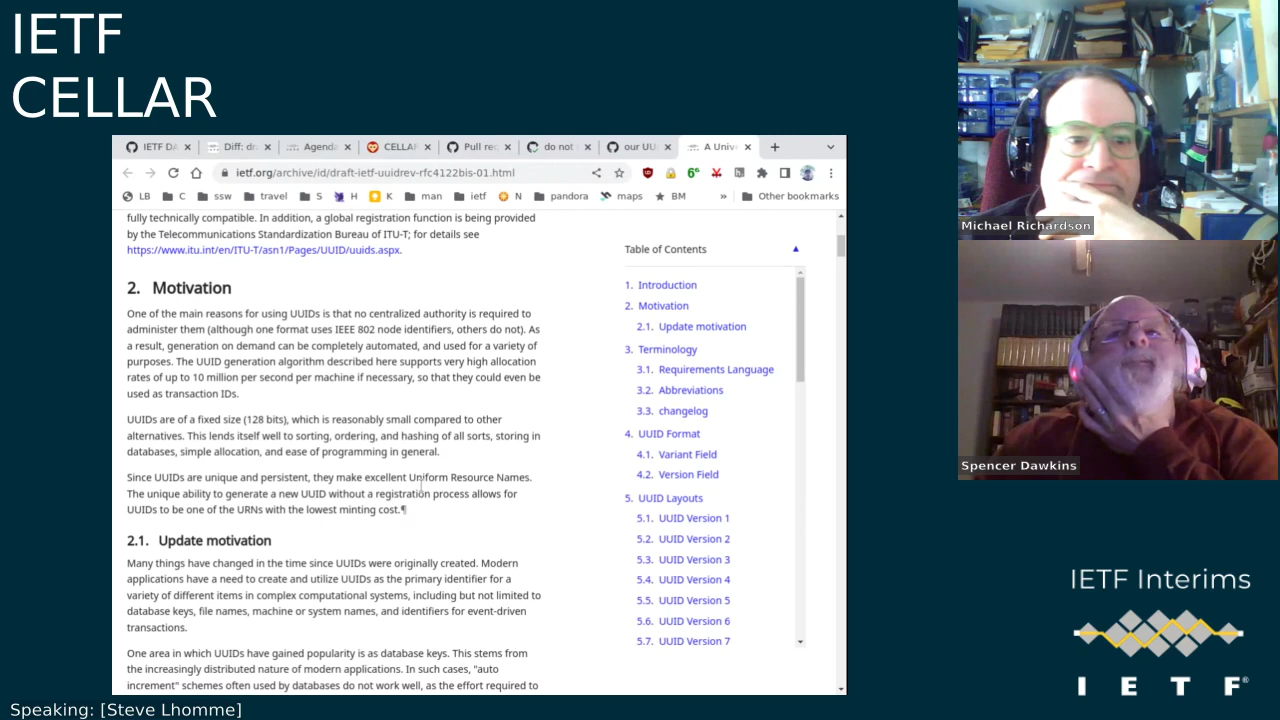 IETF
CELLAR
IETF DA
Diff: dr
Agenda
CELLAR
Pull rec
do not
our UU
A Unive
ietf.org/archive/id/draft-ietf-uuidrev-rfc4122bis-01.html
LB
C
ssw
travel
S
H
K
man
ietf
N
pandora
maps
BM
»
Other bookmarks
fully technically compatible. In addition, a global registration function is being provided
by the Telecommunications Standardization Bureau of ITU-T; for details see
https://www.itu.int/en/ITU-T/asn1/Pages/UUID/uuids.aspx.
2. Motivation
One of the main reasons for using UUIDs is that no centralized authority is required to
administer them (although one format uses IEEE 802 node identifiers, others do not). As
a result, generation on demand can be completely automated, and used for a variety of
purposes. The UUID generation algorithm described here supports very high allocation
rates of up to 10 million per second per machine if necessary, so that they could even be
used as transaction IDs.
UUIDs are of a fixed size (128 bits), which is reasonably small compared to other
alternatives. This lends itself well to sorting, ordering, and hashing of all sorts, storing in
databases, simple allocation, and ease of programming in general.
Since UUIDs are unique and persistent, they make excellent Uniform Resource Names.
The unique ability to generate a new UUID without a registration process allows for
UUIDs to be one of the URNs with the lowest minting cost.¶
2.1. Update motivation
Many things have changed in the time since UUIDs were originally created. Modern
applications have a need to create and utilize UUIDs as the primary identifier for a
variety of different items in complex computational systems, including but not limited to
database keys, file names, machine or system names, and identifiers for event-driven
transactions.
One area in which UUIDs have gained popularity is as database keys. This stems from
the increasingly distributed nature of modern applications. In such cases, "auto
increment" schemes often used by databases do not work well, as the effort required to
Table of Contents
1. Introduction
2. Motivation
2.1. Update motivation
3. Terminology
3.1. Requirements Language
3.2. Abbreviations
3.3. changelog
4. UUID Format
4.1. Variant Field
4.2. Version Field
5. UUID Layouts
5.1. UUID Version 1
5.2. UUID Version 2
5.3. UUID Version 3
5.4. UUID Version 4
5.5. UUID Version 5
5.6. UUID Version 6
5.7. UUID Version 7
Michael Richardson
Spencer Dawkins
IETF Interims
I E T F®
Speaking: [Steve Lhomme]